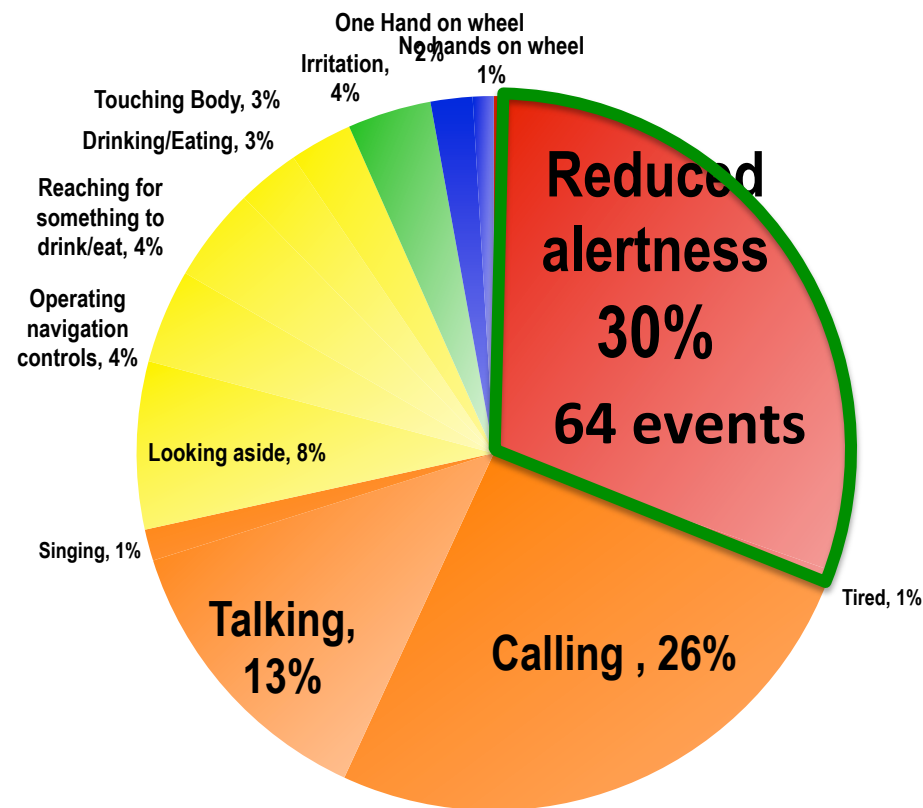 One Hand on wheel
2%
No hands on wheel
1%
Irritation,
4%
Touching Body, 3%
Drinking/Eating, 3%
Reaching for
something to
drink/eat, 4%
Operating
navigation
controls, 4%
Looking aside, 8%
Singing, 1%
Talking,
13%
Calling , 26%
Tired, 1%
Reduced
alertness
30%
64 events